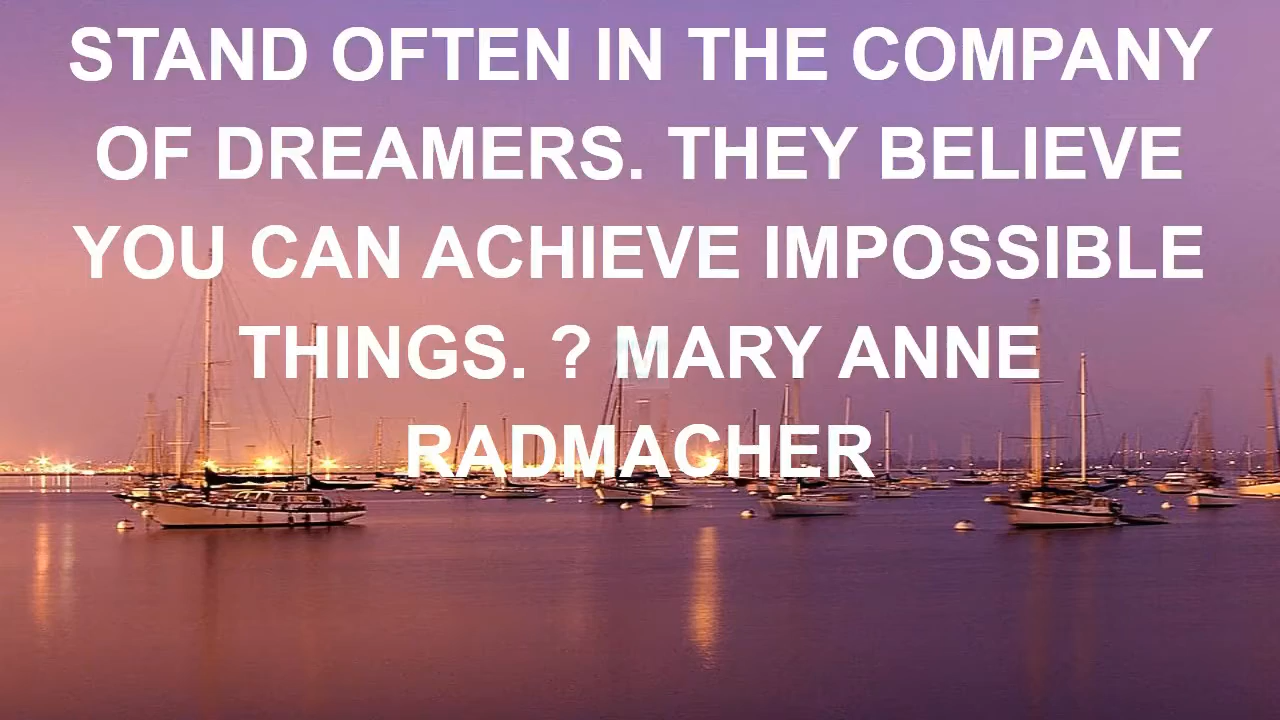 STAND OFTEN IN THE COMPANY
OF DREAMERS. THEY BELIEVE
YOU CAN ACHIEVE IMPOSSIBLE
THINGS. ? MARY ANNE
RADMACHER